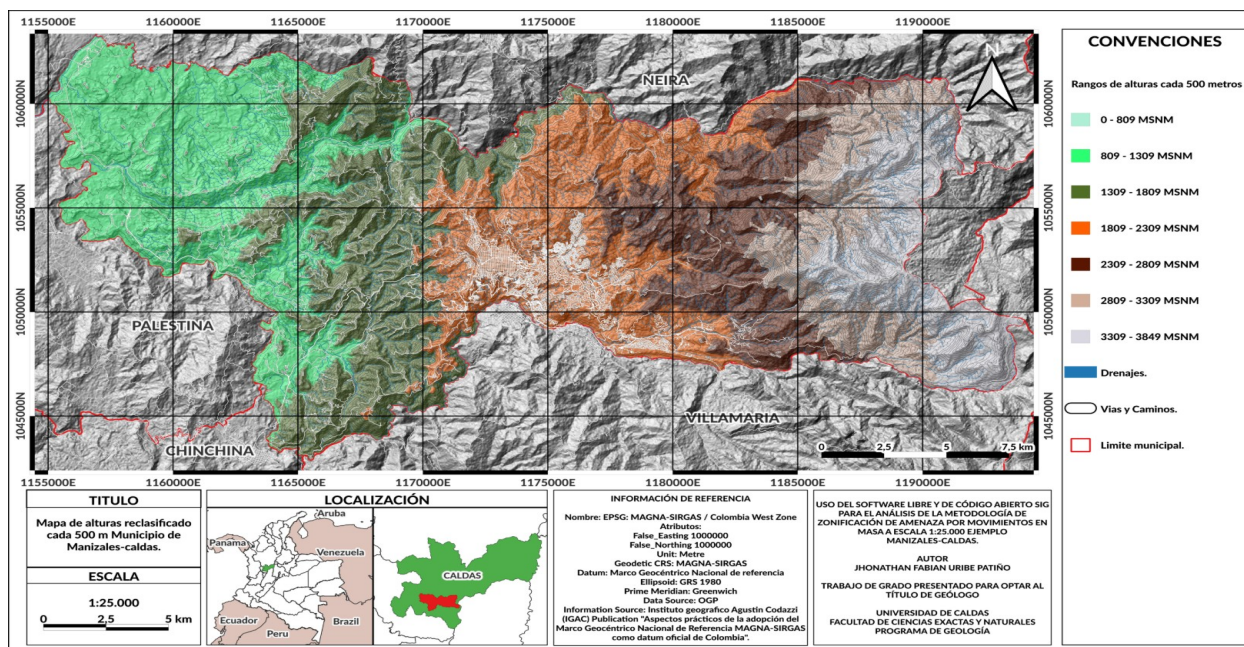 1155000E 1160000E 1165000E 1170000E 1175000E 1180000E 1185000E 1190000E
1060000N
1055000N
1050000N
1045000N
1060000N
1055000N
1050000N
1045000N
NEIRA
N
PALESTINA
CHINCHINA
VILLAMARIA
0 2,5 5 7,5 km
1155000E 1160000E 1165000E 1170000E 1175000E 1180000E 1185000E 1190000E
CONVENCIONES
Rangos de alturas cada 500 metros
0 - 809 MSNM
809 - 1309 MSNM
1309 - 1809 MSNM
1809 - 2309 MSNM
2309 - 2809 MSNM
2809 - 3309 MSNM
3309 - 3849 MSNM
Drenajes.
Vias y Caminos.
Limite municipal.
TITULO
Mapa de alturas reclasificado
cada 500 m Municipio de
Manizales-caldas.
ESCALA
1:25.000
0 2,5 5 km
LOCALIZACIÓN
Aruba
Panama
Venezuela
Ecuador
Peru
Brazil
CALDAS
INFORMACIÓN DE REFERENCIA
Nombre: EPSG: MAGNA-SIRGAS / Colombia West Zone
Atributos:
False_Easting 1000000
False_Northing 1000000
Unit: Metre
Geodetic CRS: MAGNA-SIRGAS
Datum: Marco Geocéntrico Nacional de referencia
Ellipsoid: GRS 1980
Prime Meridian: Greenwich
Data Source: OGP
Information Source: Instituto geografico Agustin Codazzi
(IGAC) Publication "Aspectos prácticos de la adopción del
Marco Geocéntrico Nacional de Referencia MAGNA-SIRGAS
como datum oficial de Colombia".
USO DEL SOFTWARE LIBRE Y DE CÓDIGO ABIERTO SIG
PARA EL ANÁLISIS DE LA METODOLOGÍA DE
ZONIFICACIÓN DE AMENAZA POR MOVIMIENTOS EN
MASA A ESCALA 1:25.000 EJEMPLO
MANIZALES-CALDAS.
AUTOR
JHONATHAN FABIAN URIBE PATIÑO
TRABAJO DE GRADO PRESENTADO PARA OPTAR AL
TÍTULO DE GEÓLOGO
UNIVERSIDAD DE CALDAS
FACULTAD DE CIENCIAS EXACTAS Y NATURALES
PROGRAMA DE GEOLOGÍA